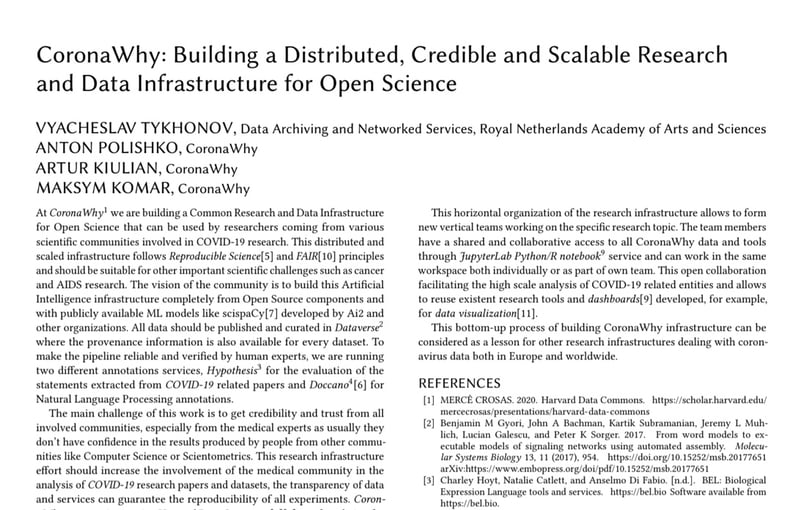 CoronaWhy: Building a Distributed, Credible and Scalable Research
and Data Infrastructure for Open Science
VYACHESLAV TYKHONOV, Data Archiving and Networked Services, Royal Netherlands Academy of Arts and Sciences
ANTON POLISHKO, CoronaWhy
ARTUR KIULIAN, CoronaWhy
MAKSYM KOMAR, CoronaWhy
At CoronaWhy¹ we are building a Common Research and Data Infrastructure
for Open Science that can be used by researchers coming from various
scientific communities involved in COVID-19 research. This distributed and
scaled infrastructure follows Reproducible Science[5] and FAIR[10] principles
and should be suitable for other important scientific challenges such as cancer
and AIDS research. The vision of the community is to build this Artificial
Intelligence infrastructure completely from Open Source components and
with publicly available ML models like scispaCy[7] developed by Ai2 and
other organizations. All data should be published and curated in Dataverse²
where the provenance information is also available for every dataset. To
make the pipeline reliable and verified by human experts, we are running
two different annotations services, Hypothesis³ for the evaluation of the
statements extracted from COVID-19 related papers and Doccano⁴[6] for
Natural Language Processing annotations.
The main challenge of this work is to get credibility and trust from all
involved communities, especially from the medical experts as usually they
don't have confidence in the results produced by people from other commu-
nities like Computer Science or Scientometrics. This research infrastructure
effort should increase the involvement of the medical community in the
analysis of COVID-19 research papers and datasets, the transparency of data
and services can guarantee the reproducibility of all experiments. Coron-
This horizontal organization of the research infrastructure allows to form
new vertical teams working on the specific research topic. The team members
have a shared and collaborative access to all CoronaWhy data and tools
through JupyterLab Python/R notebook⁹ service and can work in the same
workspace both individually or as part of own team. This open collaboration
facilitating the high scale analysis of COVID-19 related entities and allows
to reuse existent research tools and dashboards[9] developed, for example,
for data visualization[11].
This bottom-up process of building CoronaWhy infrastructure can be
considered as a lesson for other research infrastructures dealing with coron-
avirus data both in Europe and worldwide.
REFERENCES
[1] MERCÈ CROSAS. 2020. Harvard Data Commons. https://scholar.harvard.edu/
mercecrosas/presentations/harvard-data-commons
[2] Benjamin M Gyori, John A Bachman, Kartik Subramanian, Jeremy L Muh-
lich, Lucian Galescu, and Peter K Sorger. 2017. From word models to ex-
ecutable models of signaling networks using automated assembly. Molecu-
lar Systems Biology 13, 11 (2017), 954. https://doi.org/10.15252/msb.20177651
arXiv:https://www.embopress.org/doi/pdf/10.15252/msb.20177651
[3] Charley Hoyt, Natalie Catlett, and Anselmo Di Fabio. [n.d.]. BEL: Biological
Expression Language tools and services. https://bel.bio Software available from
https://bel.bio.